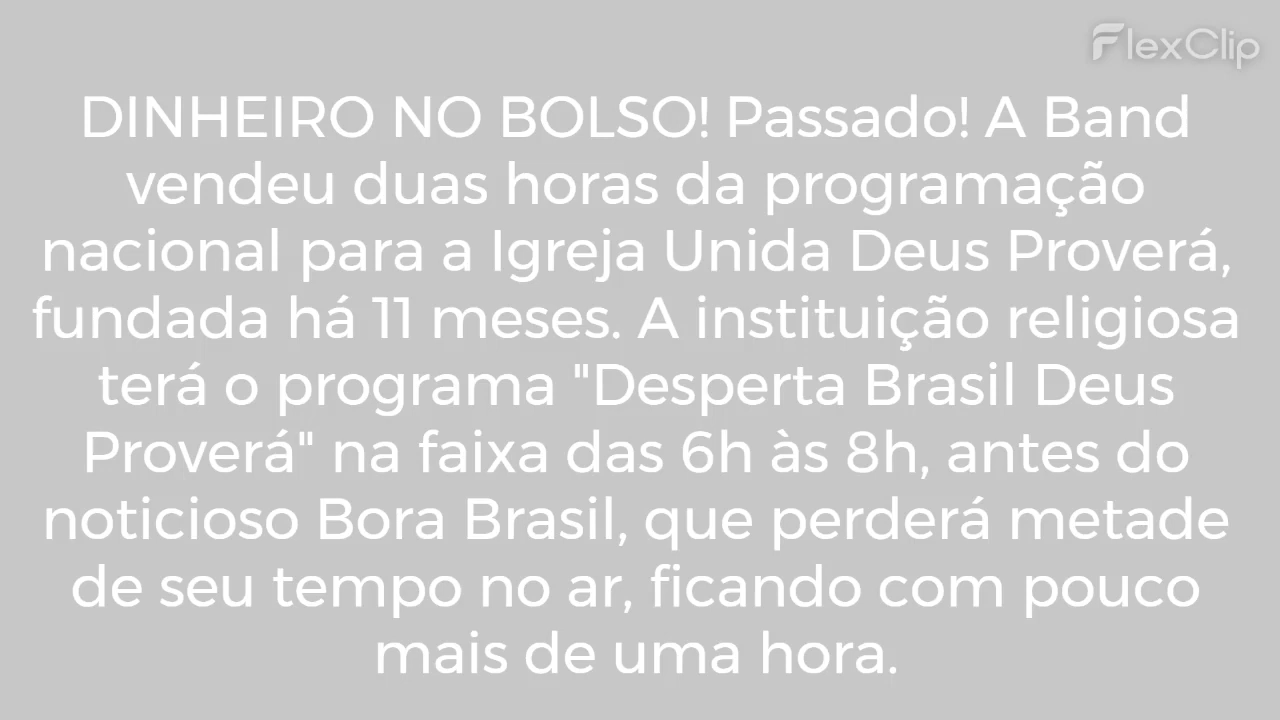 FlexClip
DINHEIRO NO BOLSO! Passado! A Band
vendeu duas horas da programação
nacional para a Igreja Unida Deus Proverá,
fundada há 11 meses. A instituição religiosa
terá o programa "Desperta Brasil Deus
Proverá" na faixa das 6h às 8h, antes do
noticioso Bora Brasil, que perderá metade
de seu tempo no ar, ficando com pouco
mais de uma hora.